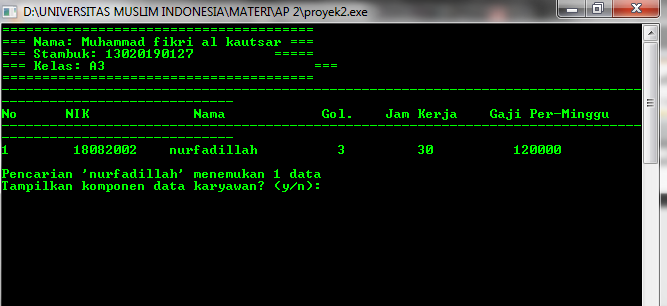 D:\UNIVERSITAS MUSLIM INDONESIA\MATERI\AP 2\proyek2.exe
=======================================
=== Nama: Muhammad fikri al kautsar ===
=== Stambuk: 13020190127          =====
=== Kelas: A3                          ===
=======================================
--------------------------------------------------------------------------------
-----------------------------
No      NIK             Nama            Gol.    Jam Kerja    Gaji Per-Minggu
--------------------------------------------------------------------------------
-----------------------------
1        18082002    nurfadillah          3         30          120000
Pencarian 'nurfadillah' menemukan 1 data
Tampilkan komponen data karyawan? (y/n):